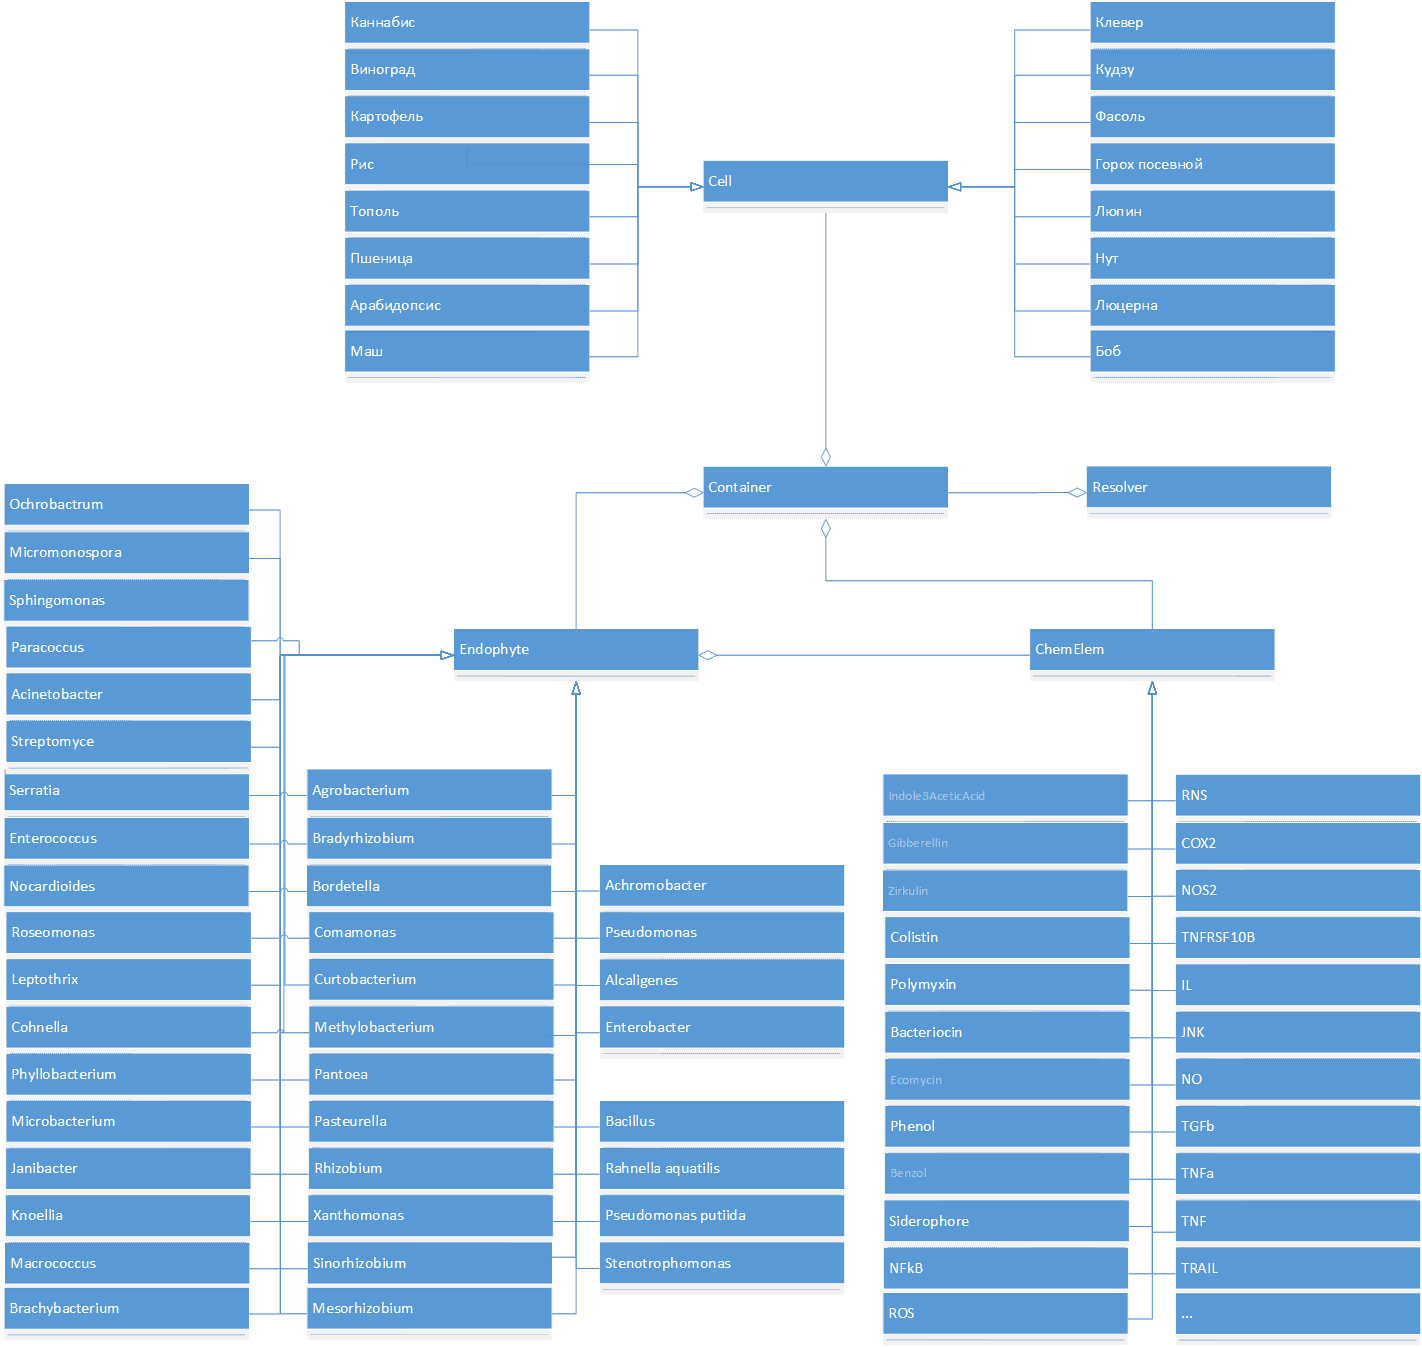 Каннабис
Виноград
Картофель
Рис
Тополь
Пшеница
Арабидопсис
Маш
Cell
Клевер
Кудзу
Фасоль
Горох посевной
Люпин
Нут
Люцерна
Боб
Container
Resolver
Endophyte
ChemElem
Ochrobactrum
Micromonospora
Sphingomonas
Paracoccus
Acinetobacter
Streptomyce
Serratia
Enterococcus
Nocardioides
Roseomonas
Leptothrix
Cohnella
Phyllobacterium
Microbacterium
Janibacter
Knoellia
Macrococcus
Brachybacterium
Agrobacterium
Bradyrhizobium
Bordetella
Comamonas
Curtobacterium
Methylobacterium
Pantoea
Pasteurella
Rhizobium
Xanthomonas
Sinorhizobium
Mesorhizobium
Achromobacter
Pseudomonas
Alcaligenes
Enterobacter
Bacillus
Rahnella aquatilis
Pseudomonas putiida
Stenotrophomonas
Indole3AceticAcid
Gibberellin
Zirkulin
Colistin
Polymyxin
Bacteriocin
Ecomycin
Phenol
Benzol
Siderophore
NFkB
ROS
RNS
COX2
NOS2
TNFRSF10B
IL
JNK
NO
TGFb
TNFa
TNF
TRAIL
...